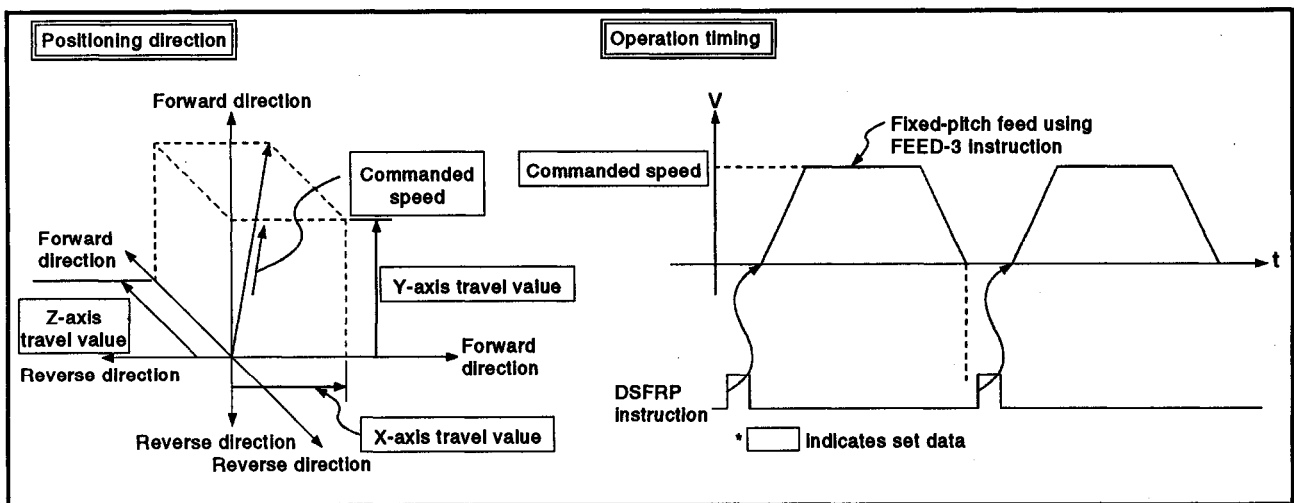 Positioning direction
Forward direction
Commanded
speed
Forward
direction
Y-axis travel value
Z-axis
travel value
Reverse direction
Forward
direction
Reverse direction
Reverse direction
X-axis travel value
Operation timing
V
Fixed-pitch feed using
FEED-3 instruction
Commanded speed
t
DSFRP
instruction
* indicates set data